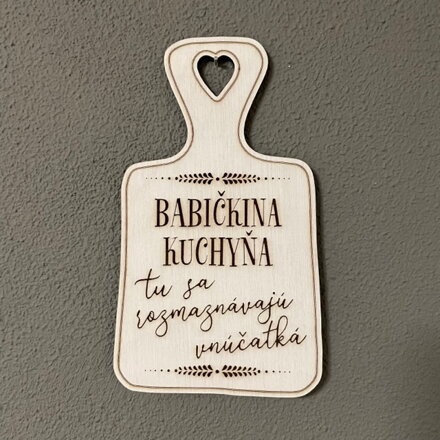 BABIČKINA
KUCHYŇA
tu sa
rozmaznávajú
vnúčatká